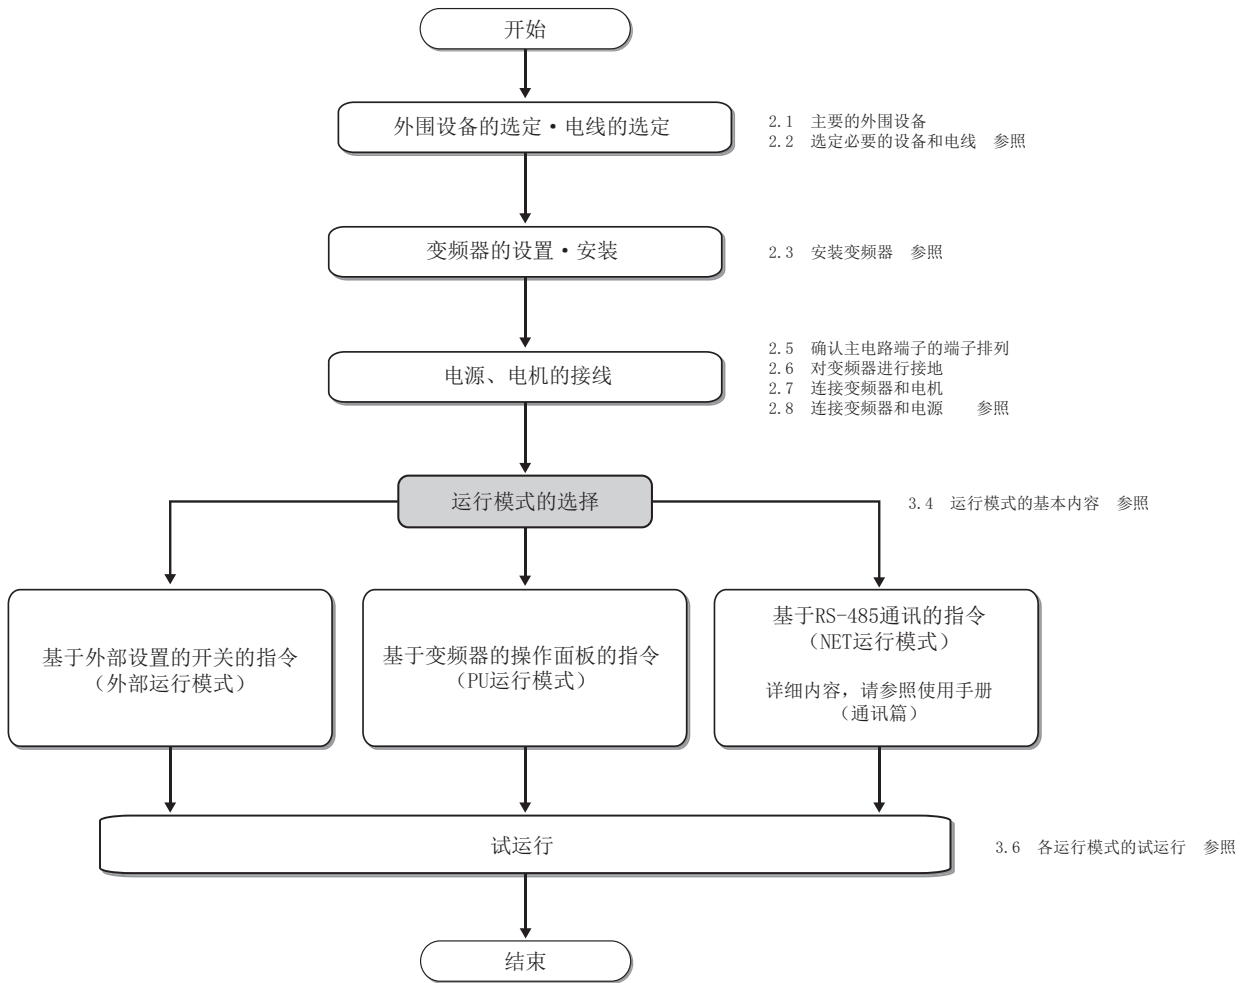 开始
外围设备的选定・电线的选定
2.1 主要的外围设备
2.2 选定必要的设备和电线 参照
变频器的设置・安装
2.3 安装变频器 参照
电源、电机的接线
2.5 确认主电路端子的端子排列
2.6 对变频器进行接地
2.7 连接变频器和电机
2.8 连接变频器和电源 参照
运行模式的选择
3.4 运行模式的基本内容 参照
基于外部设置的开关的指令
（外部运行模式）
基于变频器的操作面板的指令
（PU运行模式）
基于RS-485通讯的指令
（NET运行模式）
详细内容，请参照使用手册
（通讯篇）
试运行
3.6 各运行模式的试运行 参照
结束